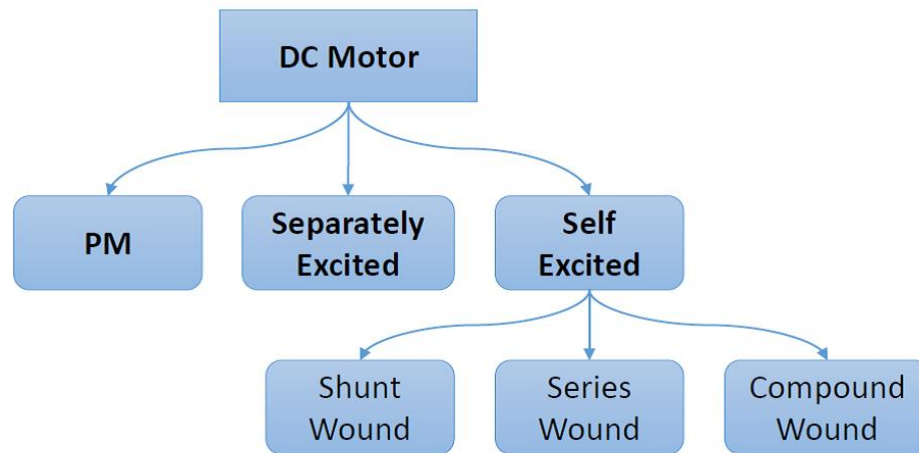 DC Motor
PM
Separately
Excited
Self
Excited
Shunt
Wound
Series
Wound
Compound
Wound